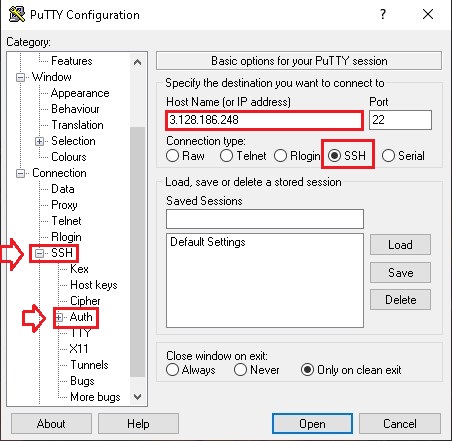 PuTTY Configuration
?
Category:
Features
Window
Appearance
Behaviour
Translation
Selection
Colours
Connection
Data
Proxy
Telnet
Rlogin
SSH
Kex
Host keys
Cipher
Auth
TTY
X11
Tunnels
Bugs
More bugs
Basic options for your PuTTY session
Specify the destination you want to connect to
Host Name (or IP address) Port
3.128.186.248 22
Connection type:
Raw Telnet Rlogin SSH Serial
Load, save or delete a stored session
Saved Sessions
Default Settings
Load
Save
Delete
Close window on exit:
Always Never Only on clean exit
About Help Open Cancel